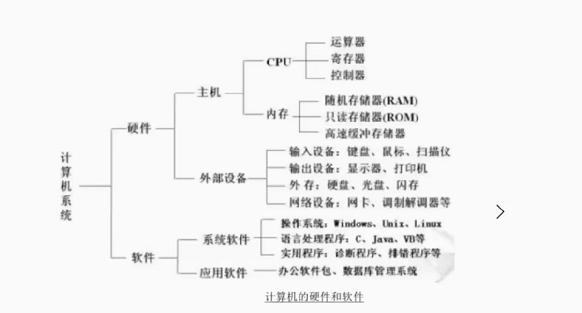 计算机系统
硬件
主机
CPU
运算器
寄存器
控制器
内存
随机存储器(RAM)
只读存储器(ROM)
高速缓冲存储器
外部设备
输入设备：键盘、鼠标、扫描仪
输出设备：显示器、打印机
外 存：硬盘、光盘、闪存
网络设备：网卡、调制解调器等
软件
系统软件
操作系统：Windows、Unix、Linux
语言处理程序：C、Java、VB等
实用程序：诊断程序、排错程序等
应用软件
办公软件包、数据库管理系统
计算机的硬件和软件